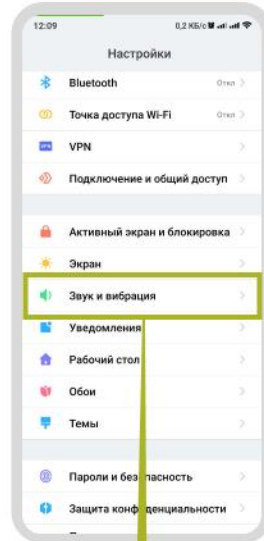 12:09 0,2 КБ/с
Настройки
Bluetooth Откл
Точка доступа Wi-Fi Откл
VPN VPN
Подключение и общий доступ
Активный экран и блокировка
Экран
Звук и вибрация
Уведомления
Рабочий стол
Обои
Темы
Пароли и безопасность
Защита конфиденциальности